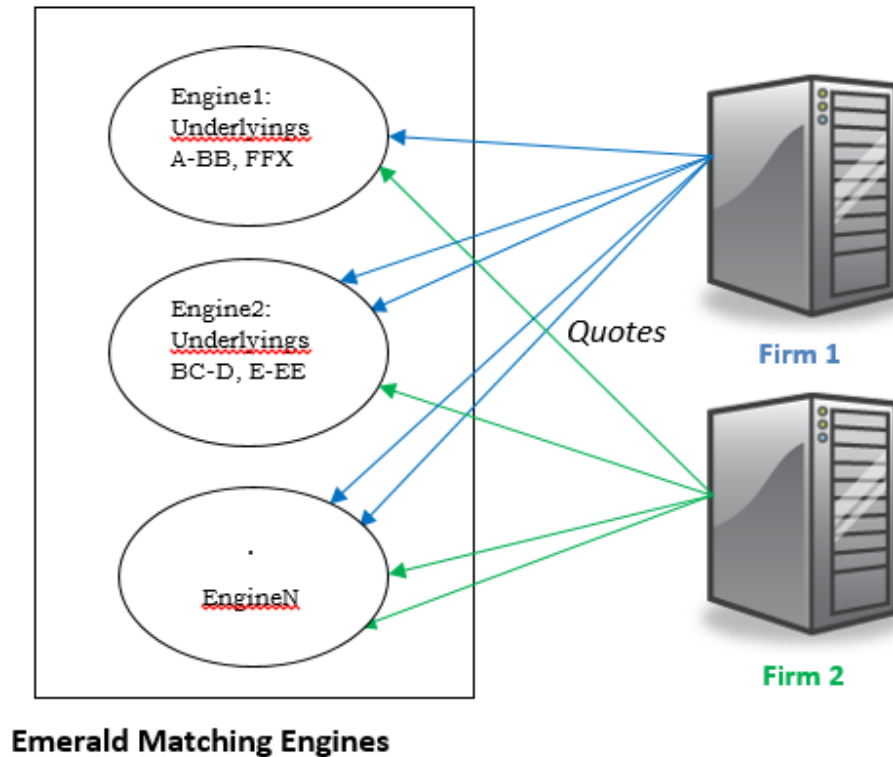 Engine1:
Underlyings
A-BB, FFX
Engine2:
Underlyings
BC-D, E-EE
Quotes
Firm 1
.
EngineN
Firm 2
Emerald Matching Engines